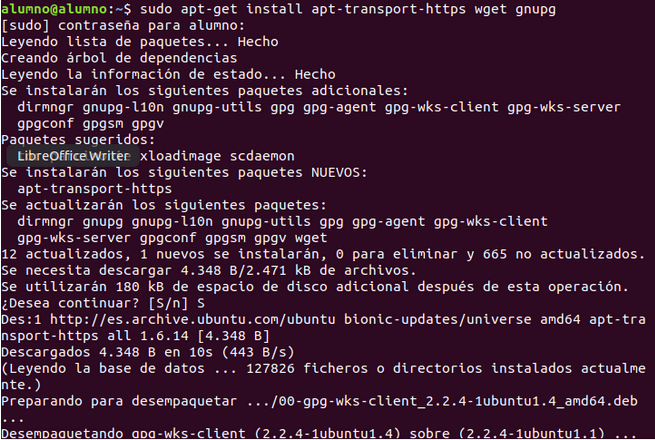 alumno@alumno:~$ sudo apt-get install apt-transport-https wget gnupg
[sudo] contraseña para alumno:
Leyendo lista de paquetes... Hecho
Creando árbol de dependencias
Leyendo la información de estado... Hecho
Se instalarán los siguientes paquetes adicionales:
  dirmngr gnupg-l10n gnupg-utils gpg gpg-agent gpg-wks-client gpg-wks-server
  gpgconf gpgsm gpgv
Paquetes sugeridos:
LibreOffice Writer xloadimage scdaemon
Se instalarán los siguientes paquetes NUEVOS:
  apt-transport-https
Se actualizarán los siguientes paquetes:
  dirmngr gnupg gnupg-l10n gnupg-utils gpg gpg-agent gpg-wks-client
  gpg-wks-server gpgconf gpgsm gpgv wget
12 actualizados, 1 nuevos se instalarán, 0 para eliminar y 665 no actualizados.
Se necesita descargar 4.348 B/2.471 kB de archivos.
Se utilizarán 180 kB de espacio de disco adicional después de esta operación.
¿Desea continuar? [S/n] S
Des:1 http://es.archive.ubuntu.com/ubuntu bionic-updates/universe amd64 apt-tra
nsport-https all 1.6.14 [4.348 B]
Descargados 4.348 B en 10s (443 B/s)
(Leyendo la base de datos ... 127826 ficheros o directorios instalados actualme
nte.)
Preparando para desempaquetar .../00-gpg-wks-client_2.2.4-1ubuntu1.4_amd64.deb
...
Desempaquetando gpg-wks-client (2.2.4-1ubuntu1.4) sobre (2.2.4-1ubuntu1.1) ...